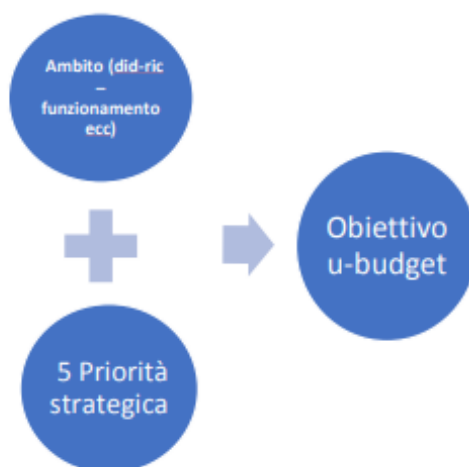 Ambito (did-ric
–
funzionamento
ecc)
Obiettivo
u-budget
5 Priorità
strategica